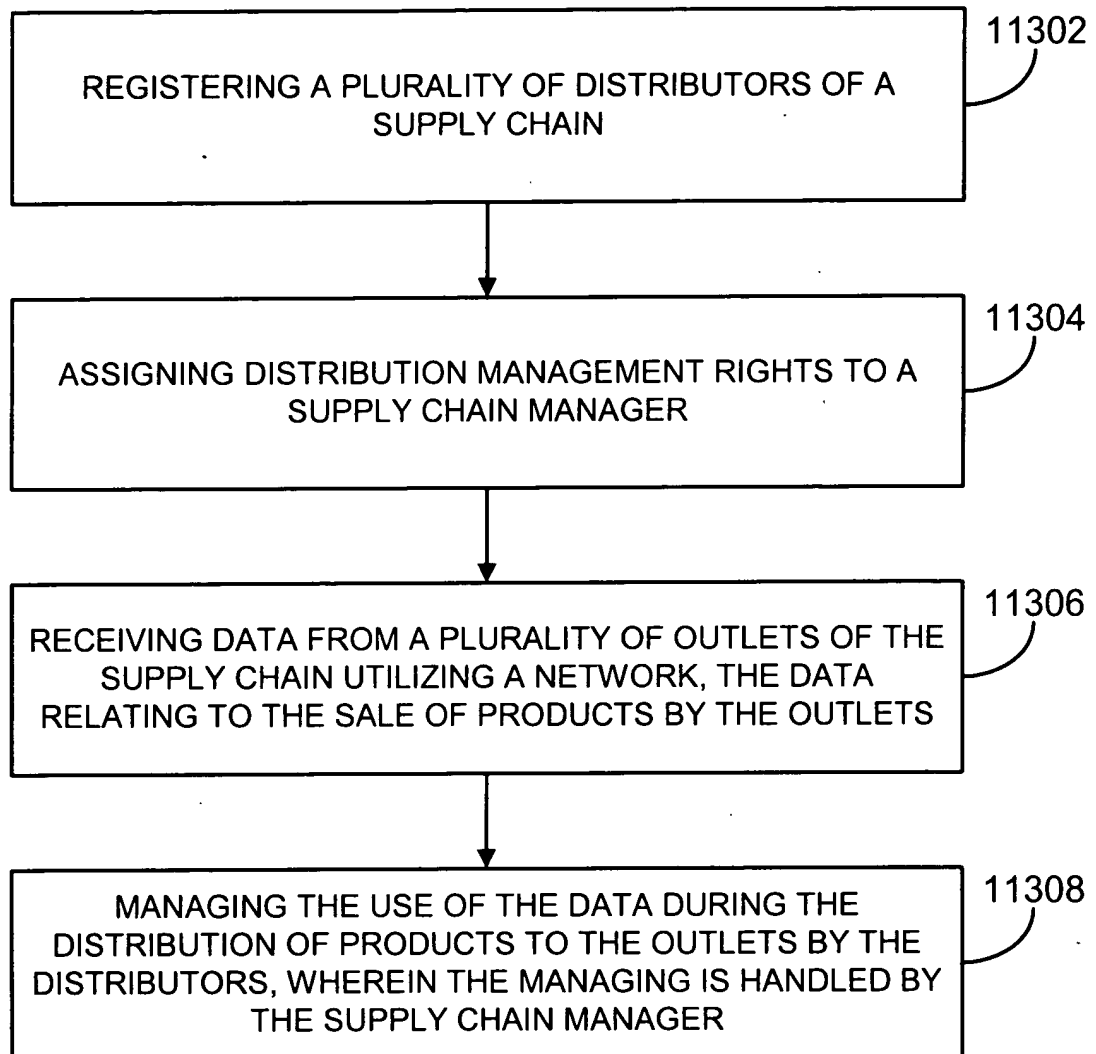 11302
REGISTERING A PLURALITY OF DISTRIBUTORS OF A
SUPPLY CHAIN
11304
ASSIGNING DISTRIBUTION MANAGEMENT RIGHTS TO A
SUPPLY CHAIN MANAGER
11306
RECEIVING DATA FROM A PLURALITY OF OUTLETS OF THE
SUPPLY CHAIN UTILIZING A NETWORK, THE DATA
RELATING TO THE SALE OF PRODUCTS BY THE OUTLETS
11308
MANAGING THE USE OF THE DATA DURING THE
DISTRIBUTION OF PRODUCTS TO THE OUTLETS BY THE
DISTRIBUTORS, WHEREIN THE MANAGING IS HANDLED BY
THE SUPPLY CHAIN MANAGER